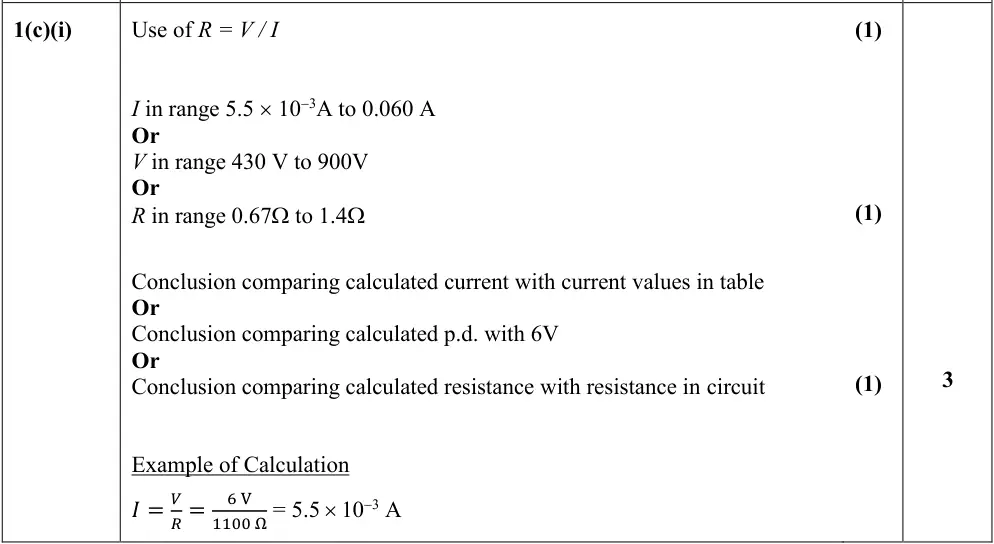 1(c)(i) Use of R = V / I (1)
I in range 5.5 × 10⁻³A to 0.060 A
Or
V in range 430 V to 900V
Or
R in range 0.67Ω to 1.4Ω (1)
Conclusion comparing calculated current with current values in table
Or
Conclusion comparing calculated p.d. with 6V
Or
Conclusion comparing calculated resistance with resistance in circuit (1) 3
Example of Calculation
I = V/R = 6 V/1100 Ω = 5.5 × 10⁻³ A